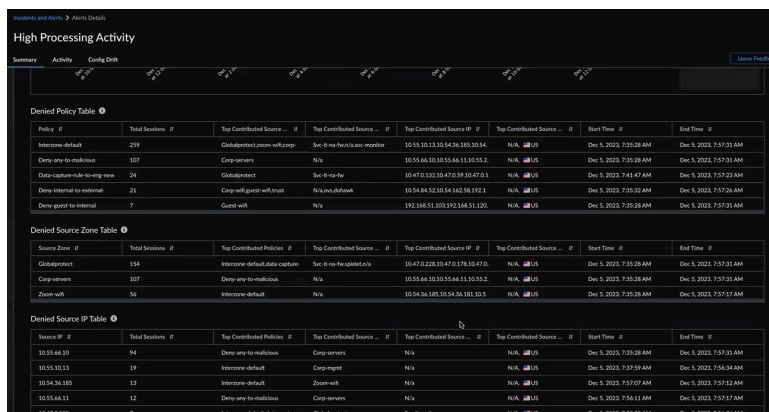 Incidents and Alerts > Alerts Details
High Processing Activity
Summary Activity Config Drift Leave Feedb
Denied Policy Table
Policy Total Sessions Top Contributed Source ... Top Contributed Source ... Top Contributed Source IP Top Contributed Source ... Start Time End Time
Interzone-default 259 Globalprotect,zoom-wifi,corp- Svc-it-na-fw,n/a,soc-monitor 10.55.10.13,10.54.36.185,10.54. N/A, US Dec 5, 2023, 7:35:28 AM Dec 5, 2023, 7:57:31 AM
Deny-any-to-malicious 107 Corp-servers N/a 10.55.66.10,10.55.66.11,10.55.2. N/A, US Dec 5, 2023, 7:35:28 AM Dec 5, 2023, 7:57:31 AM
Data-capture-rule-to-eng-new 24 Globalprotect Svc-it-na-fw 10.47.0.132,10.47.0.59,10.47.0.1 N/A, US Dec 5, 2023, 7:41:47 AM Dec 5, 2023, 7:57:23 AM
Deny-internal-to-external- 21 Corp-wifi,guest-wifi,trust N/a,ovs,dohawk 10.54.84.52,10.54.162.58,192.1 N/A, US Dec 5, 2023, 7:35:32 AM Dec 5, 2023, 7:57:26 AM
Deny-guest-to-internal 7 Guest-wifi N/a 192.168.51.103,192.168.51.120, N/A, US Dec 5, 2023, 7:35:28 AM Dec 5, 2023, 7:57:31 AM
Denied Source Zone Table
Source Zone Total Sessions Top Contributed Policies Top Contributed Source ... Top Contributed Source IP Top Contributed Source ... Start Time End Time
Globalprotect 154 Interzone-default,data-capture- Svc-it-na-fw,spielet,n/a 10.47.0.228,10.47.0.178,10.47.0. N/A, US Dec 5, 2023, 7:35:28 AM Dec 5, 2023, 7:57:31 AM
Corp-servers 107 Deny-any-to-malicious N/a 10.55.66.10,10.55.66.11,10.55.2. N/A, US Dec 5, 2023, 7:35:28 AM Dec 5, 2023, 7:57:31 AM
Zoom-wifi 56 Interzone-default N/a 10.54.36.185,10.54.36.181,10.5 N/A, US Dec 5, 2023, 7:35:28 AM Dec 5, 2023, 7:57:17 AM
Denied Source IP Table
Source IP Total Sessions Top Contributed Policies Top Contributed Source ... Top Contributed Source ... Top Contributed Source ... Start Time End Time
10.55.66.10 94 Deny-any-to-malicious Corp-servers N/a N/A, US Dec 5, 2023, 7:35:28 AM Dec 5, 2023, 7:57:31 AM
10.55.10.13 19 Interzone-default Corp-mgmt N/a N/A, US Dec 5, 2023, 7:37:59 AM Dec 5, 2023, 7:56:34 AM
10.54.36.185 13 Interzone-default Zoom-wifi N/a N/A, US Dec 5, 2023, 7:57:07 AM Dec 5, 2023, 7:57:12 AM
10.55.66.11 12 Deny-any-to-malicious Corp-servers N/a N/A, US Dec 5, 2023, 7:56:11 AM Dec 5, 2023, 7:57:17 AM